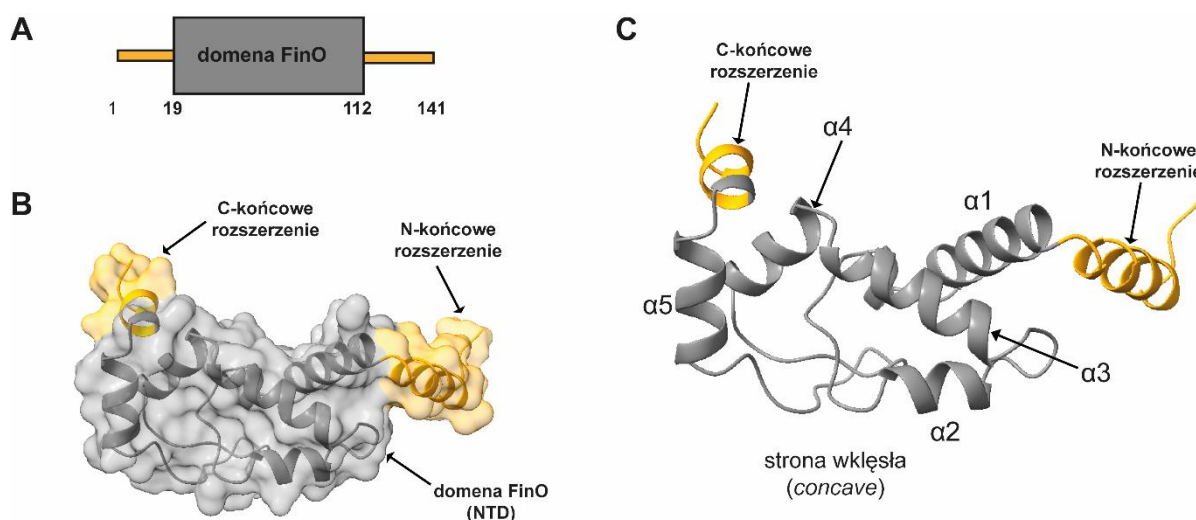 A
domena FinO
1
19
112
141
B
C-końcowe
rozszerzenie
N-końcowe
rozszerzenie
domena FinO
(NTD)
C
C-końcowe
rozszerzenie
α4
N-końcowe
rozszerzenie
α1
α5
α3
α2
strona wklęsła
(concave)